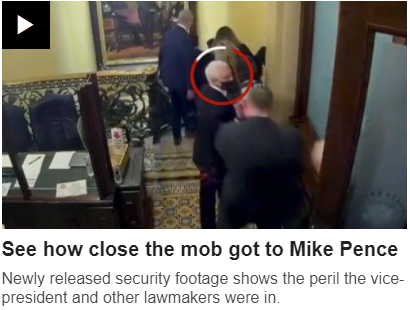 See how close the mob got to Mike Pence
Newly released security footage shows the peril the vice-
president and other lawmakers were in.